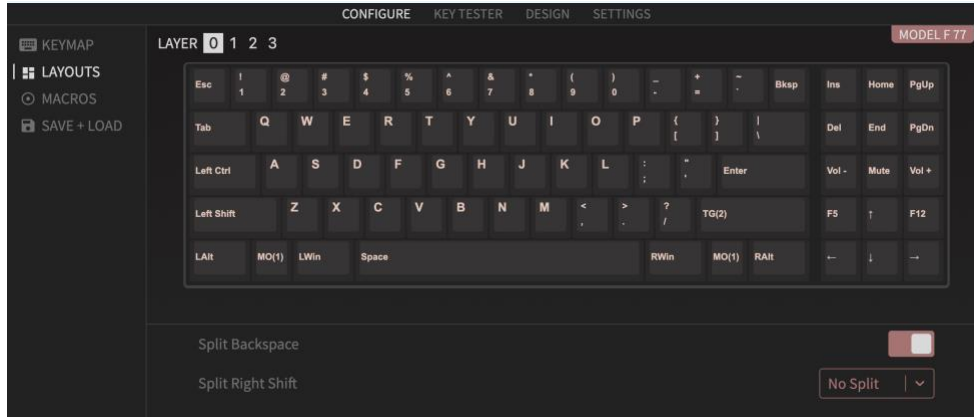 CONFIGURE KEY TESTER DESIGN SETTINGS
KEYMAP
LAYOUTS
MACROS
SAVE + LOAD
LAYER 0 1 2 3
MODEL F 77
Esc ! 1 @ 2 # 3 $ 4 % 5 ^ 6 & 7 * 8 ( 9 ) 0 _ - + = ~ ` Bksp Ins Home PgUp
Tab Q W E R T Y U I O P { [ } ] | \ Del End PgDn
Left Ctrl A S D F G H J K L : ; " ' Enter Vol - Mute Vol +
Left Shift Z X C V B N M < , > . ? / TG(2) F5 ↑ F12
LAlt MO(1) LWin Space RWin MO(1) RAlt ← ↓ →
Split Backspace
Split Right Shift No Split